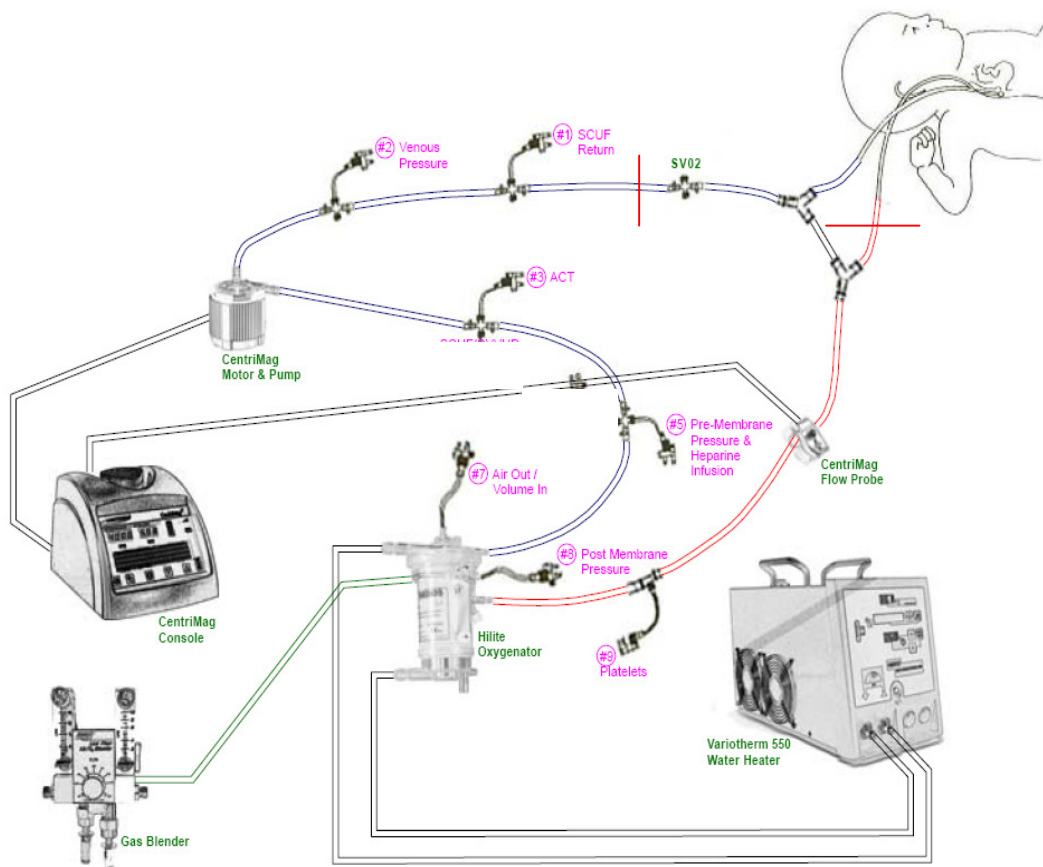 #1 SCUF
Return
#2 Venous
Pressure
SV02
#3 ACT
CentriMag
Motor & Pump
#5 Pre-Membrane
Pressure &
Heparine
Infusion
CentriMag
Flow Probe
#7 Air Out /
Volume In
#8 Post Membrane
Pressure
CentriMag
Console
Hilite
Oxygenator
#9
Platelets
Variotherm 550
Water Heater
Gas Blender